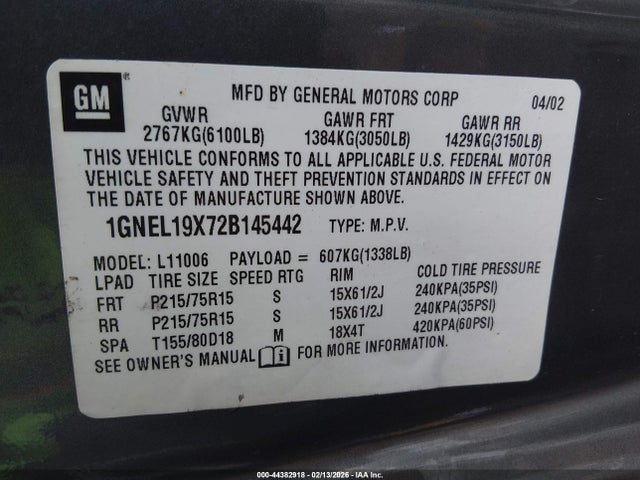 GM ®
MFD BY GENERAL MOTORS CORP 04/02
GVWR GAWR FRT GAWR RR
2767KG(6100LB) 1384KG(3050LB) 1429KG(3150LB)
THIS VEHICLE CONFORMS TO ALL APPLICABLE U.S. FEDERAL MOTOR
VEHICLE SAFETY AND THEFT PREVENTION STANDARDS IN EFFECT ON
THE DATE OF MANUFACTURE SHOWN ABOVE.
1GNEL19X72B145442 TYPE: M.P.V.
MODEL: L11006 PAYLOAD = 607KG(1338LB)
LPAD TIRE SIZE SPEED RTG RIM COLD TIRE PRESSURE
FRT P215/75R15 S 15X61/2J 240KPA(35PSI)
RR P215/75R15 S 15X61/2J 240KPA(35PSI)
SPA T155/80D18 M 18X4T 420KPA(60PSI)
SEE OWNER'S MANUAL i FOR MORE INFORMATION.
000-44382918 - 02/13/2026 - IAA Inc.